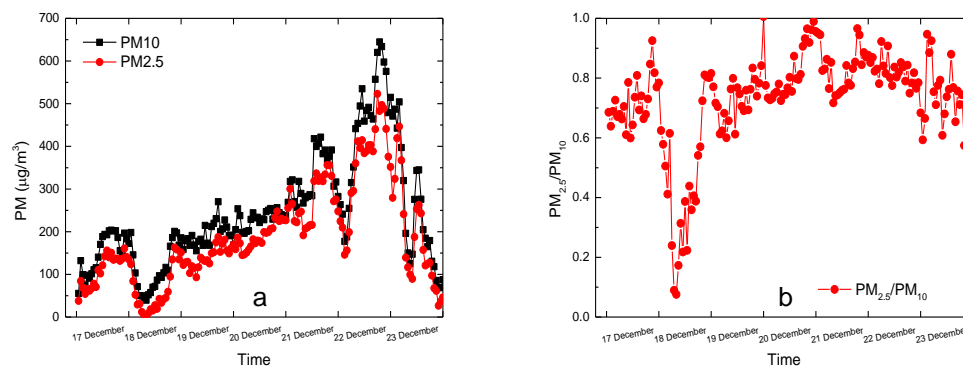 700
600
500
400
300
200
100
0
PM (μg/m³)
PM10
PM2.5
a
17 December
18 December
19 December
20 December
21 December
22 December
23 December
Time
1.0
0.8
0.6
0.4
0.2
0.0
PM₂.₅/PM₁₀
b
PM₂.₅/PM₁₀
17 December
18 December
19 December
20 December
21 December
22 December
23 December
Time